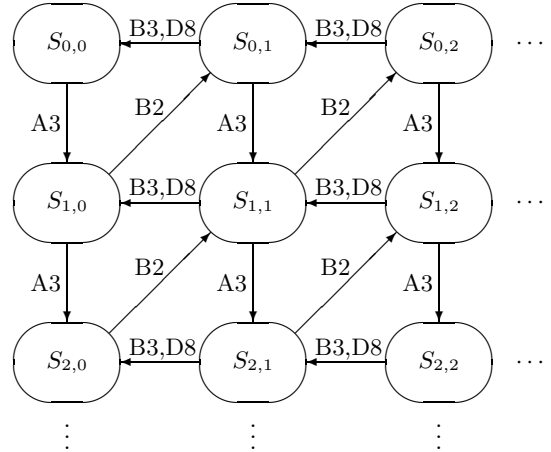 B3,D8 B3,D8
S0,0 S0,1 S0,2 ...
A3 B2 A3 B2 A3
B3,D8 B3,D8
S1,0 S1,1 S1,2 ...
A3 B2 A3 B2 A3
B3,D8 B3,D8
S2,0 S2,1 S2,2 ...